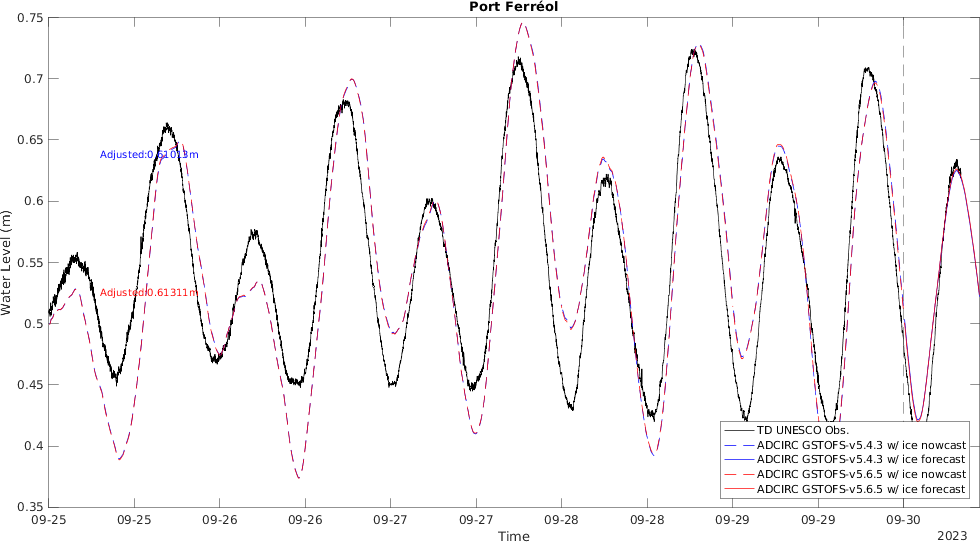 Port Ferréol
0.75
0.7
0.65
0.6
0.55
0.5
0.45
0.4
0.35
Water Level (m)
Adjusted:0.61013m
Adjusted:0.61311m
TD UNESCO Obs.
ADCIRC GSTOFS-v5.4.3 w/ ice nowcast
ADCIRC GSTOFS-v5.4.3 w/ ice forecast
ADCIRC GSTOFS-v5.6.5 w/ ice nowcast
ADCIRC GSTOFS-v5.6.5 w/ ice forecast
09-25 09-25 09-26 09-26 09-27 09-27 09-28 09-28 09-29 09-29 09-30
Time
2023